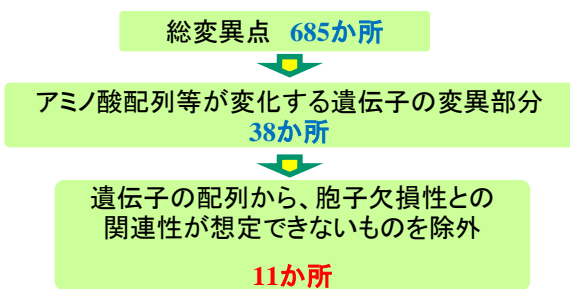 総変異点 685か所
アミノ酸配列等が変化する遺伝子の変異部分
38か所
遺伝子の配列から、胞子欠損性との
関連性が想定できないものを除外
11か所